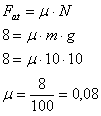 F_at = μ · N
8 = μ · m · g
8 = μ · 10 · 10
μ = 8/100 = 0,08